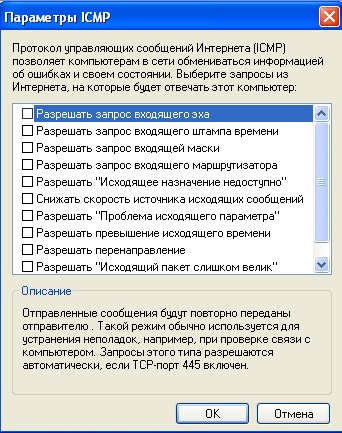 Параметры ICMP
Протокол управляющих сообщений Интернета (ICMP)
позволяет компьютерам в сети обмениваться информацией
об ошибках и своем состоянии. Выберите запросы из
Интернета, на которые будет отвечать этот компьютер:
Разрешать запрос входящего эха
Разрешать запрос входящего штампа времени
Разрешать запрос входящей маски
Разрешать запрос входящего маршрутизатора
Разрешать "Исходящее назначение недоступно"
Снижать скорость источника исходящих сообщений
Разрешать "Проблема исходящего параметра"
Разрешать превышение исходящего времени
Разрешать перенаправление
Разрешать "Исходящий пакет слишком велик"
Описание
Отправленные сообщения будут повторно переданы
отправителю . Такой режим обычно используется для
устранения неполадок, например, при проверке связи с
компьютером. Запросы этого типа разрешаются
автоматически, если TCP-порт 445 включен.
OK
Отмена